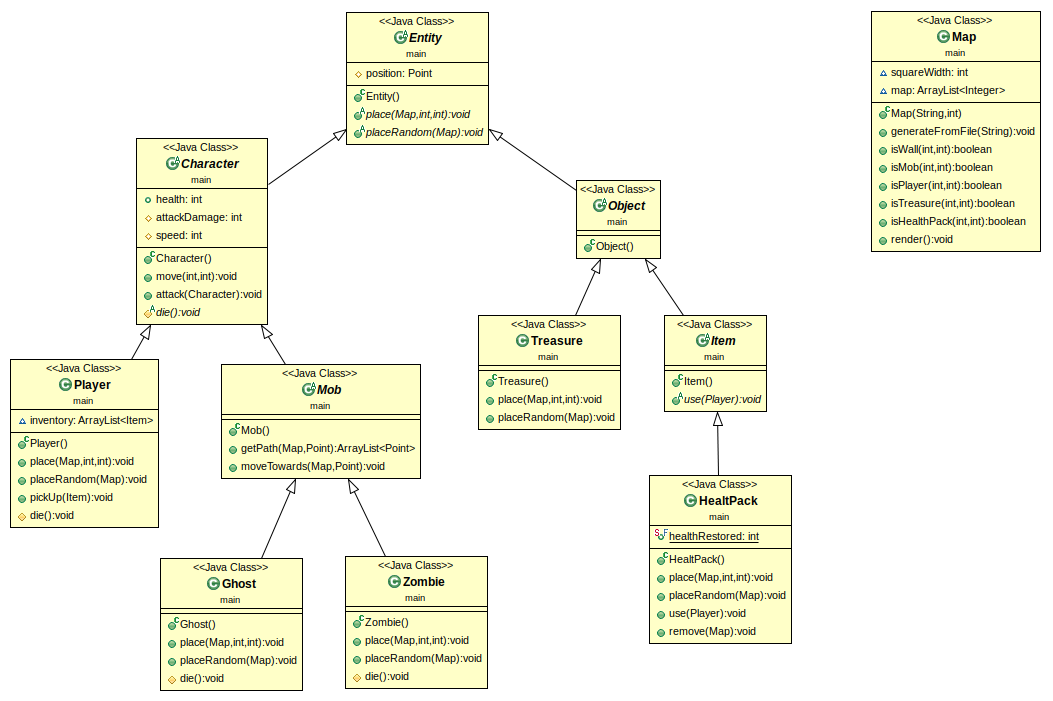 <<Java Class>>
Entity
main
position: Point
Entity()
place(Map,int,int):void
placeRandom(Map):void
<<Java Class>>
Map
main
squareWidth: int
map: ArrayList<Integer>
Map(String,int)
generateFromFile(String):void
isWall(int,int):boolean
isMob(int,int):boolean
isPlayer(int,int):boolean
isTreasure(int,int):boolean
isHealthPack(int,int):boolean
render():void
<<Java Class>>
Character
main
health: int
attackDamage: int
speed: int
Character()
move(int,int):void
attack(Character):void
die():void
<<Java Class>>
Object
main
Object()
<<Java Class>>
Treasure
main
Treasure()
place(Map,int,int):void
placeRandom(Map):void
<<Java Class>>
Item
main
Item()
use(Player):void
<<Java Class>>
Player
main
inventory: ArrayList<Item>
Player()
place(Map,int,int):void
placeRandom(Map):void
pickUp(Item):void
die():void
<<Java Class>>
Mob
main
Mob()
getPath(Map,Point):ArrayList<Point>
moveTowards(Map,Point):void
<<Java Class>>
HealtPack
main
healthRestored: int
HealtPack()
place(Map,int,int):void
placeRandom(Map):void
use(Player):void
remove(Map):void
<<Java Class>>
Ghost
main
Ghost()
place(Map,int,int):void
placeRandom(Map):void
die():void
<<Java Class>>
Zombie
main
Zombie()
place(Map,int,int):void
placeRandom(Map):void
die():void